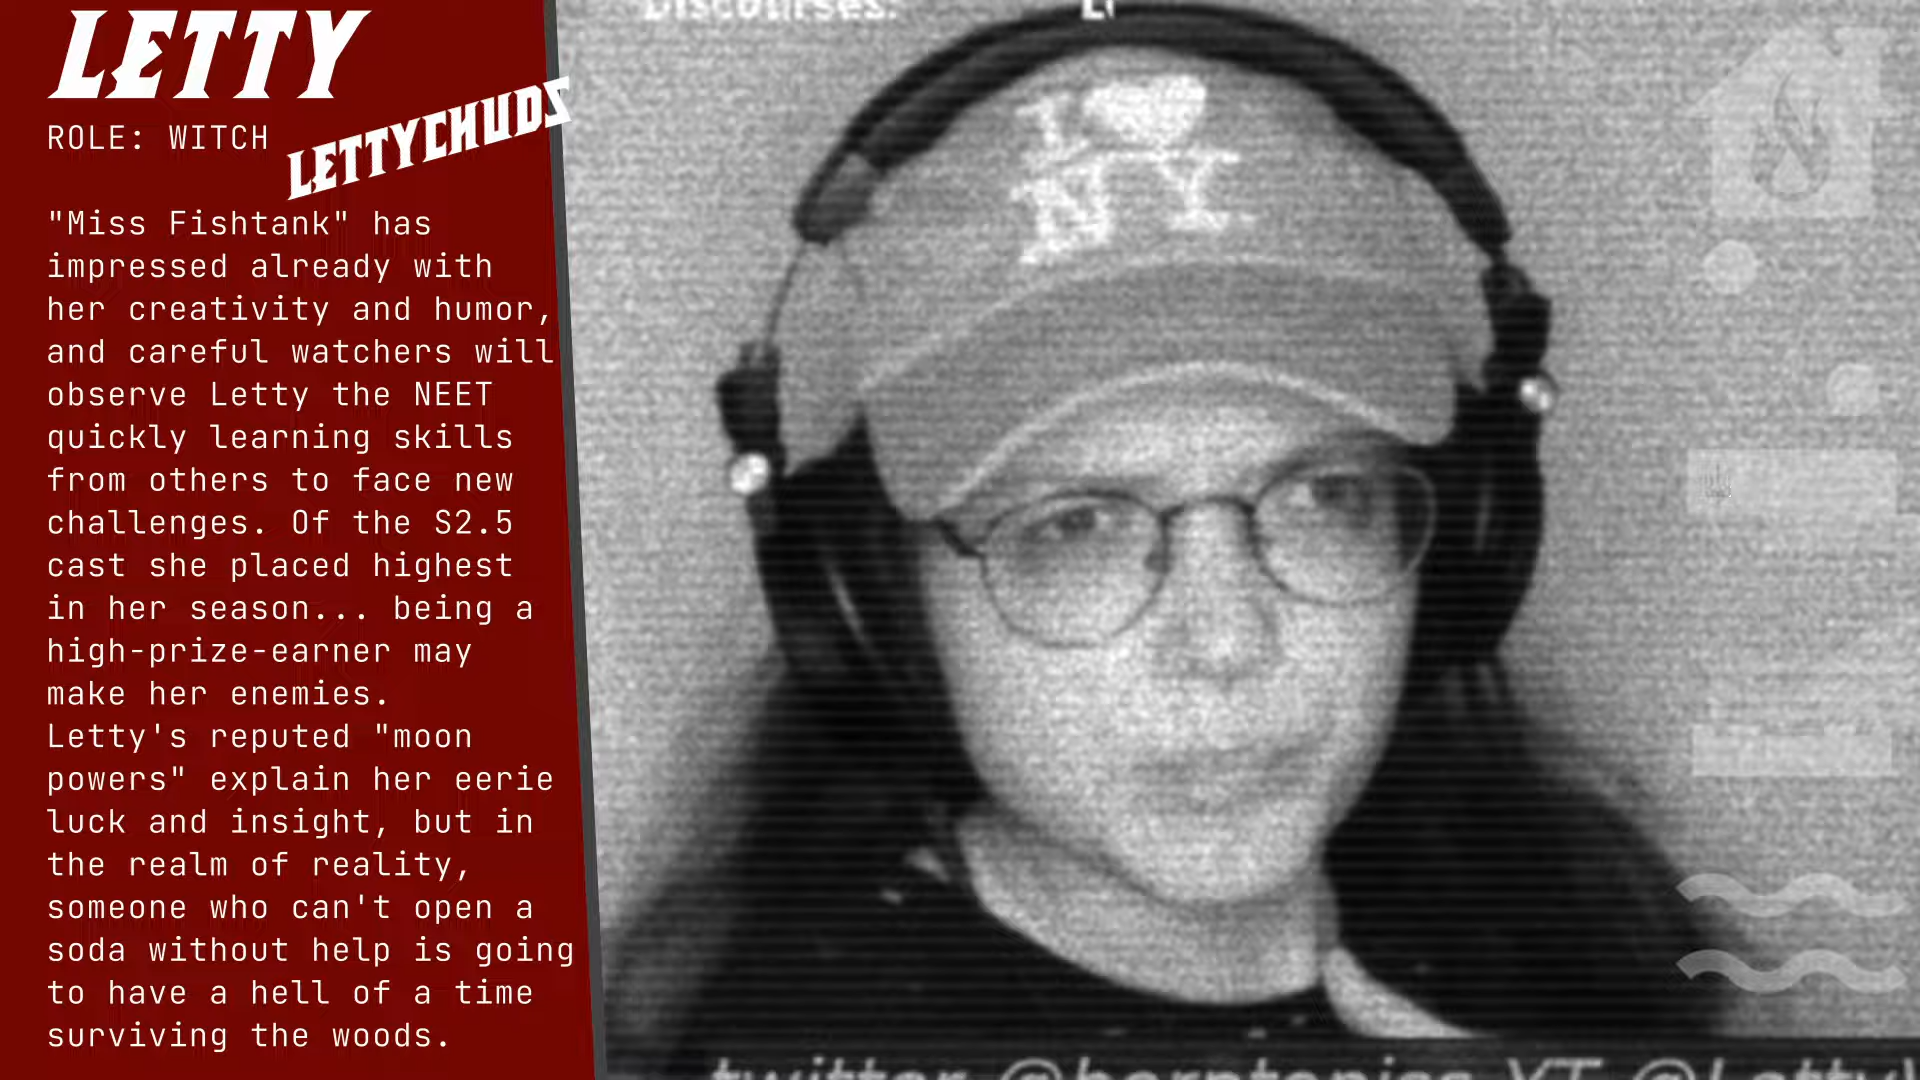 Discourses:
LETTY
ROLE: WITCH
LETTYCHUDS
"Miss Fishtank" has
impressed already with
her creativity and humor,
and careful watchers will
observe Letty the NEET
quickly learning skills
from others to face new
challenges. Of the S2.5
cast she placed highest
in her season... being a
high-prize-earner may
make her enemies.
Letty's reputed "moon
powers" explain her eerie
luck and insight, but in
the realm of reality,
someone who can't open a
soda without help is going
to have a hell of a time
surviving the woods.
I
NY
twitter YT